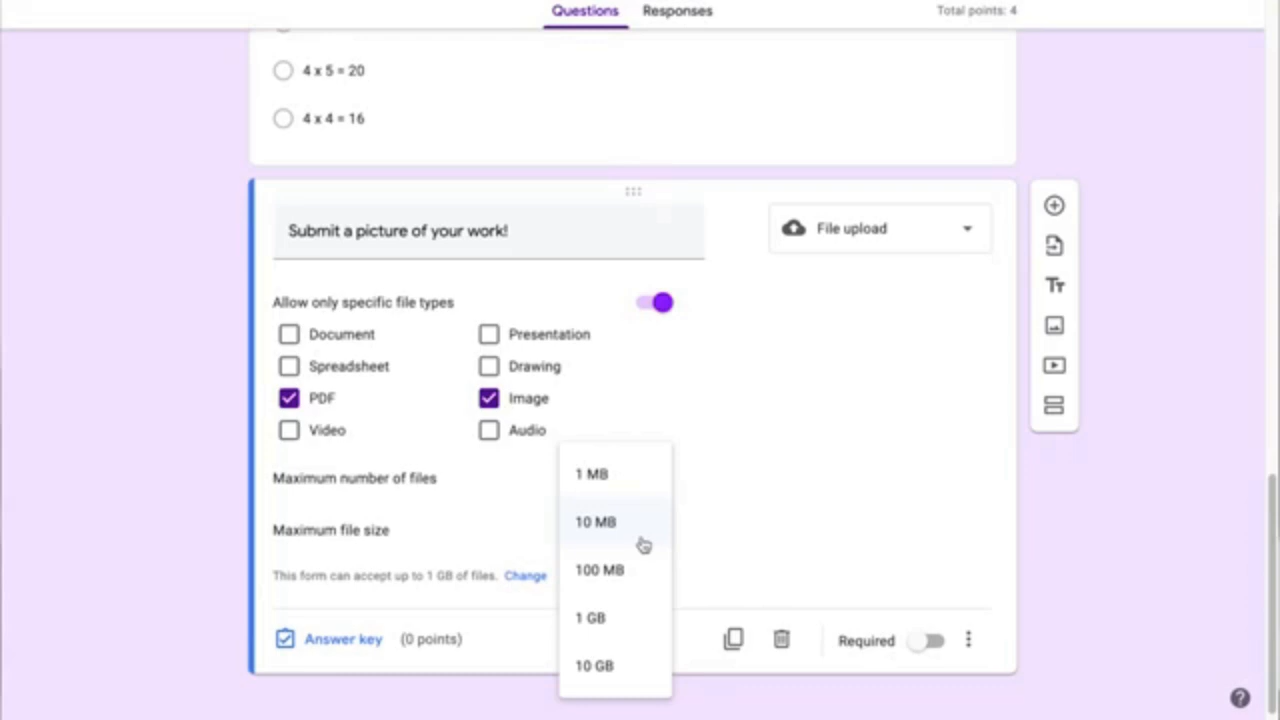 Questions Responses Total points: 4
4 x 5 = 20
4 x 4 = 16
Submit a picture of your work!
File upload
Allow only specific file types
Document Presentation
Spreadsheet Drawing
PDF Image
Video Audio
Maximum number of files
Maximum file size
1 MB
10 MB
100 MB
1 GB
10 GB
This form can accept up to 1 GB of files. Change
Answer key (0 points)
Required